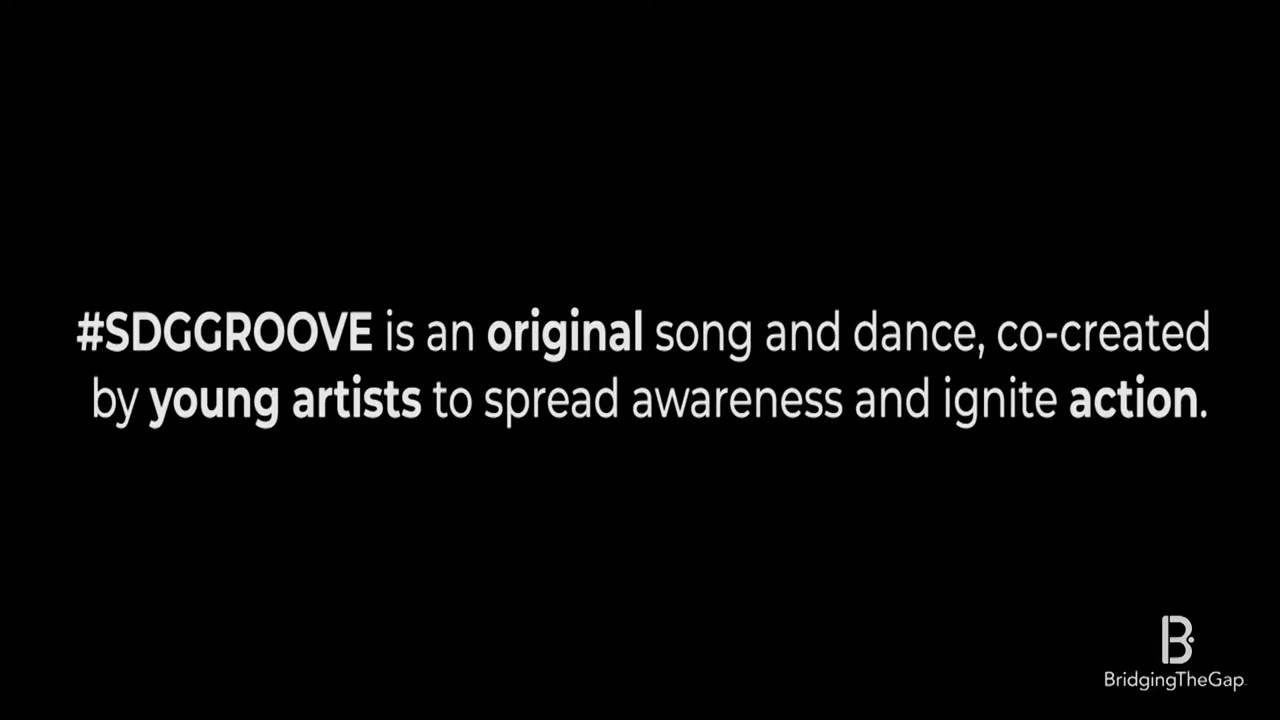 #SDGGROOVE is an original song and dance, co-created
by young artists to spread awareness and ignite action.
B
BridgingTheGap